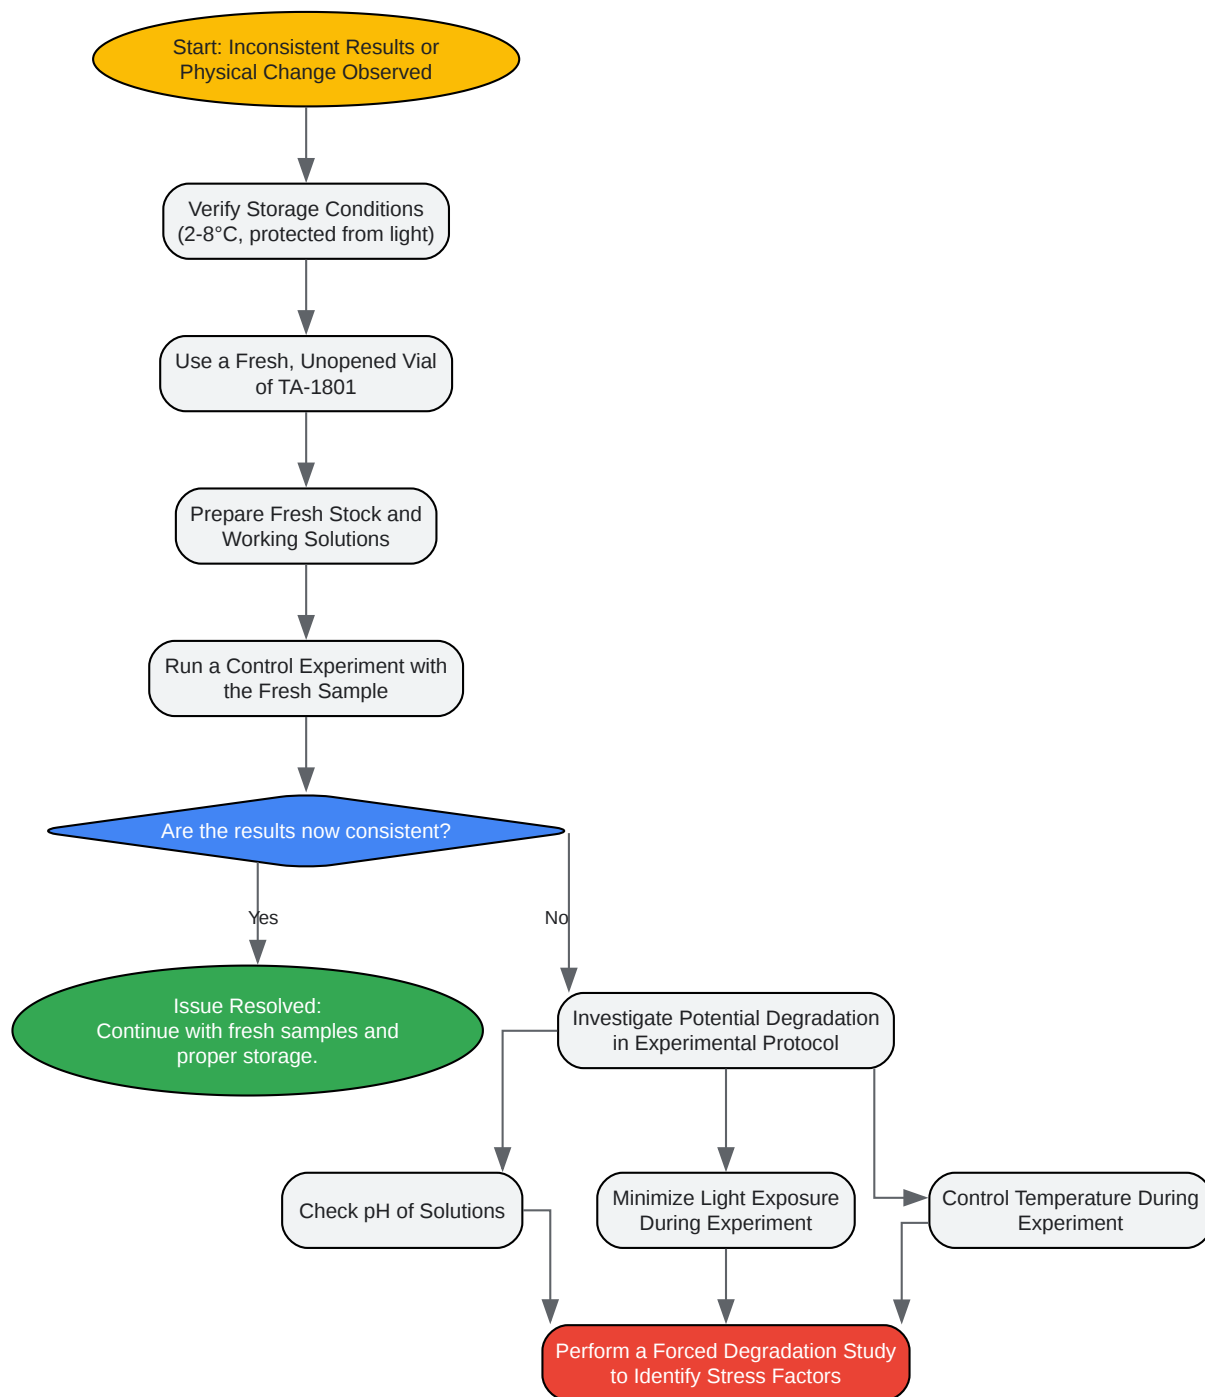 Start: Inconsistent Results or
Physical Change Observed
Verify Storage Conditions
(2-8°C, protected from light)
Use a Fresh, Unopened Vial
of TA-1801
Prepare Fresh Stock and
Working Solutions
Run a Control Experiment with
the Fresh Sample
Are the results now consistent?
Yes
No
Issue Resolved:
Continue with fresh samples and
proper storage.
Investigate Potential Degradation
in Experimental Protocol
Check pH of Solutions
Minimize Light Exposure
During Experiment
Control Temperature During
Experiment
Perform a Forced Degradation Study
to Identify Stress Factors